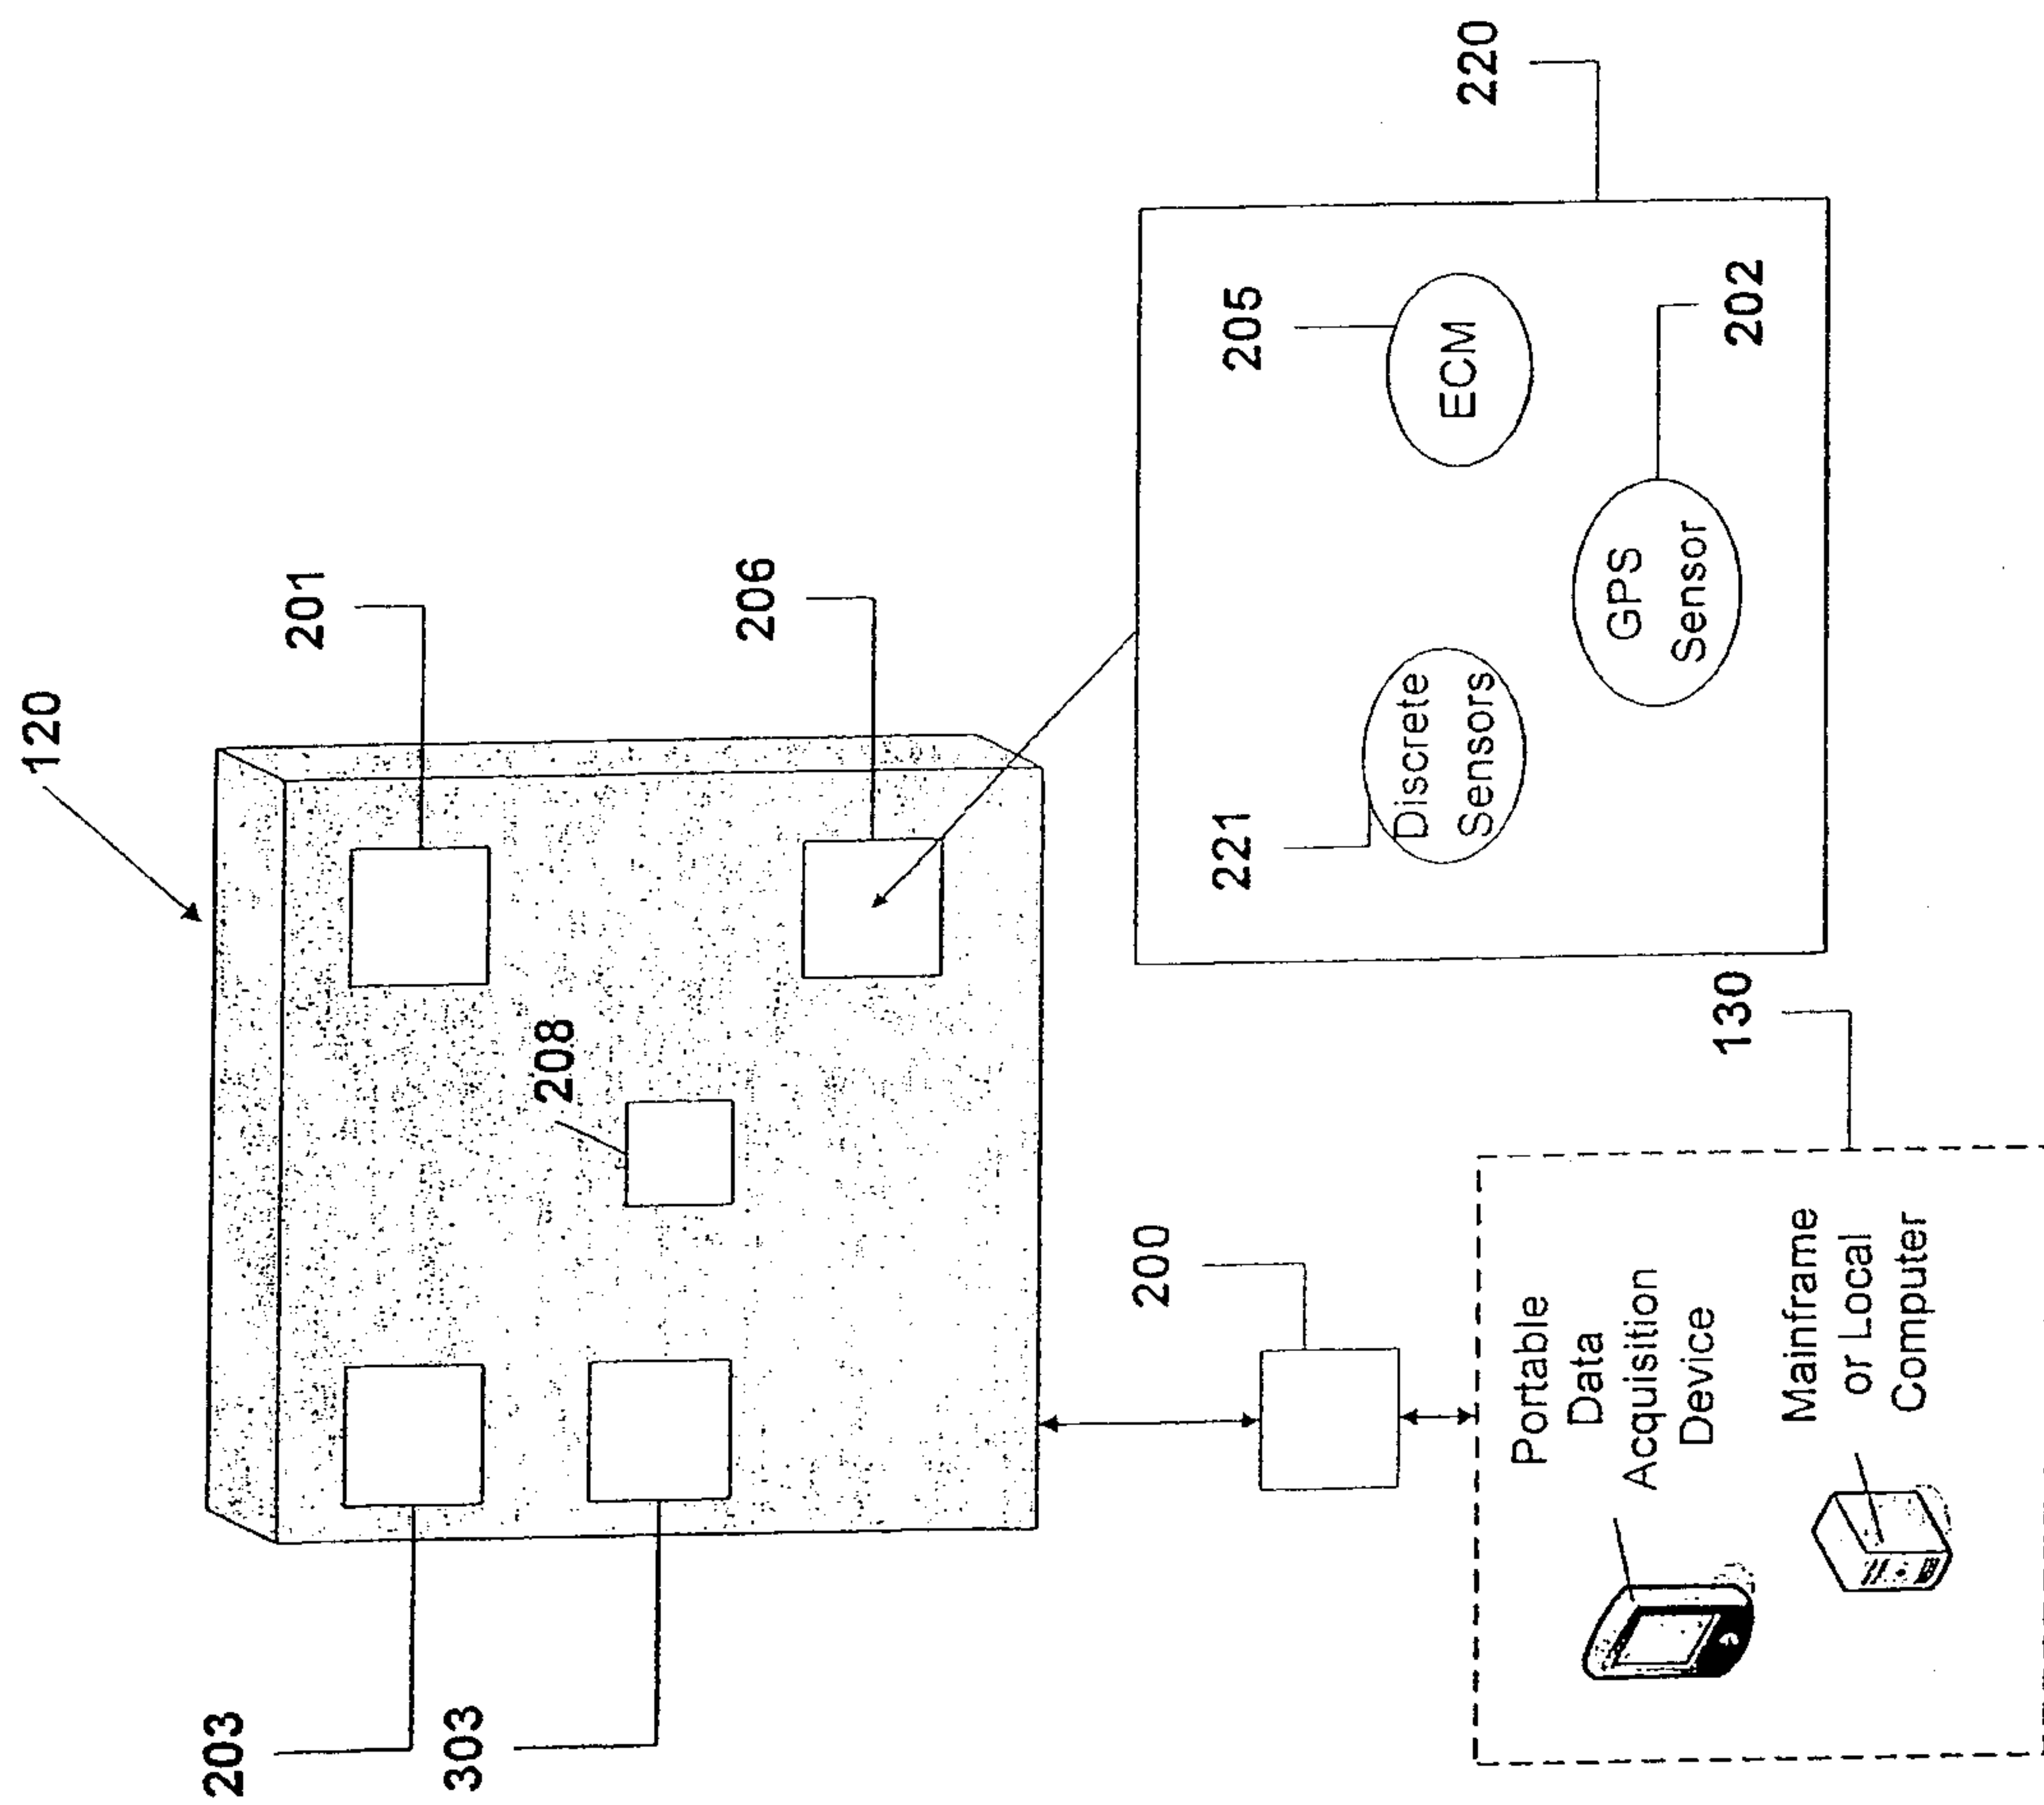 120
203
201
303
208
206
200
221
205
220
Discrete
Sensors
ECM
GPS
Sensor
202
130
Portable
Data
Acquisition
Device
Mainframe
or Local
Computer